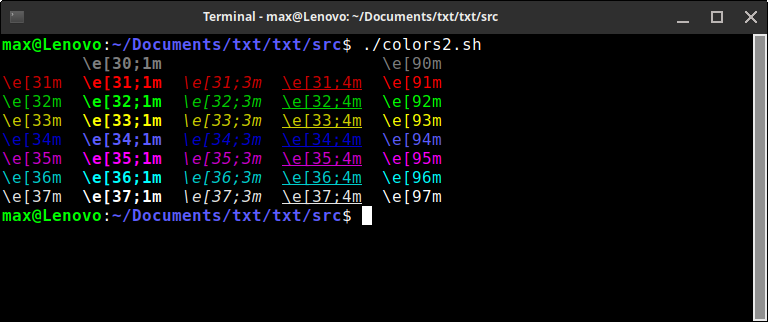 Terminal - max@Lenovo: ~/Documents/txt/txt/src
max@Lenovo:~/Documents/txt/txt/src$ ./colors2.sh
\e[30;1m \e[90m
\e[31m \e[31;1m \e[31;3m \e[31;4m \e[91m
\e[32m \e[32;1m \e[32;3m \e[32;4m \e[92m
\e[33m \e[33;1m \e[33;3m \e[33;4m \e[93m
\e[34m \e[34;1m \e[34;3m \e[34;4m \e[94m
\e[35m \e[35;1m \e[35;3m \e[35;4m \e[95m
\e[36m \e[36;1m \e[36;3m \e[36;4m \e[96m
\e[37m \e[37;1m \e[37;3m \e[37;4m \e[97m
max@Lenovo:~/Documents/txt/txt/src$